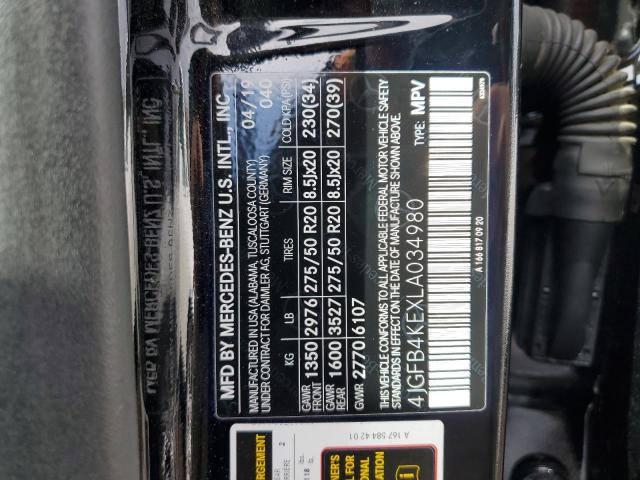 MFD BY MERCEDES-BENZ U.S. INTL., INC.
MANUFACTURED IN USA (ALABAMA, TUSCALOOSA COUNTY) 04/19
UNDER CONTRACT FOR DAIMLER AG, STUTTGART (GERMANY) 040
KG LB TIRES RIM SIZE COLD KPA (PSI)
GAWR FRONT 1350 2976 275/50 R20 8.5Jx20 230(34)
GAWR REAR 1600 3527 275/50 R20 8.5Jx20 270(39)
GVWR 2770 6107
THIS VEHICLE CONFORMS TO ALL APPLICABLE FEDERAL MOTOR VEHICLE SAFETY
STANDARDS IN EFFECT ON THE DATE OF MANUFACTURE SHOWN ABOVE.
4JGFB4KEXLA034980 TYPE: MPV
A 166 817 09 20
A 167 584 42 01